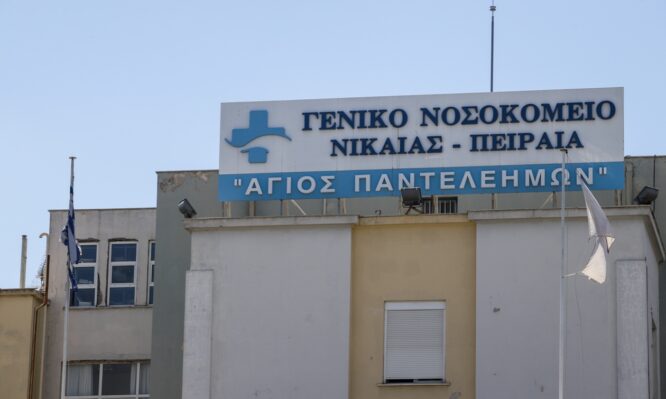 ΓΕΝΙΚΟ ΝΟΣΟΚΟΜΕΙΟ
ΝΙΚΑΙΑΣ - ΠΕΙΡΑΙΑ
"ΑΓΙΟΣ ΠΑΝΤΕΛΕΗΜΩΝ"